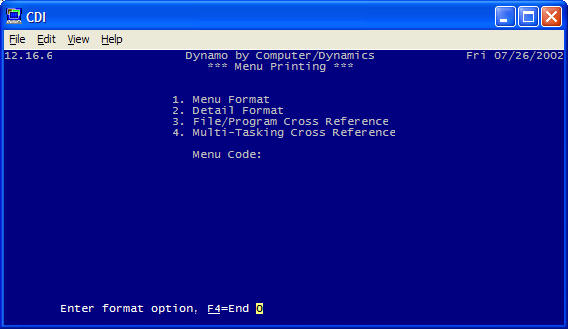 CDI
File Edit View Help
12.16.6 Dynamo by Computer/Dynamics Fri 07/26/2002
*** Menu Printing ***
1. Menu Format
2. Detail Format
3. File/Program Cross Reference
4. Multi-Tasking Cross Reference
Menu Code:
Enter format option, F4=End 0